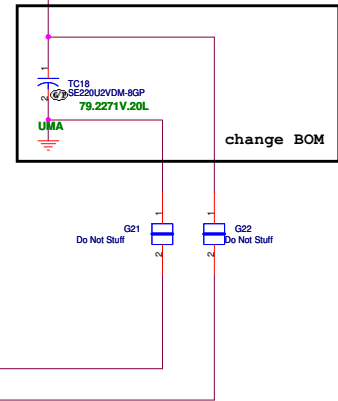 1
TC18
SE220U2VDM-8GP
2
79.2271V.20L
UMA
change BOM
1
1
G21
G22
Do Not Stuff
Do Not Stuff
2
2